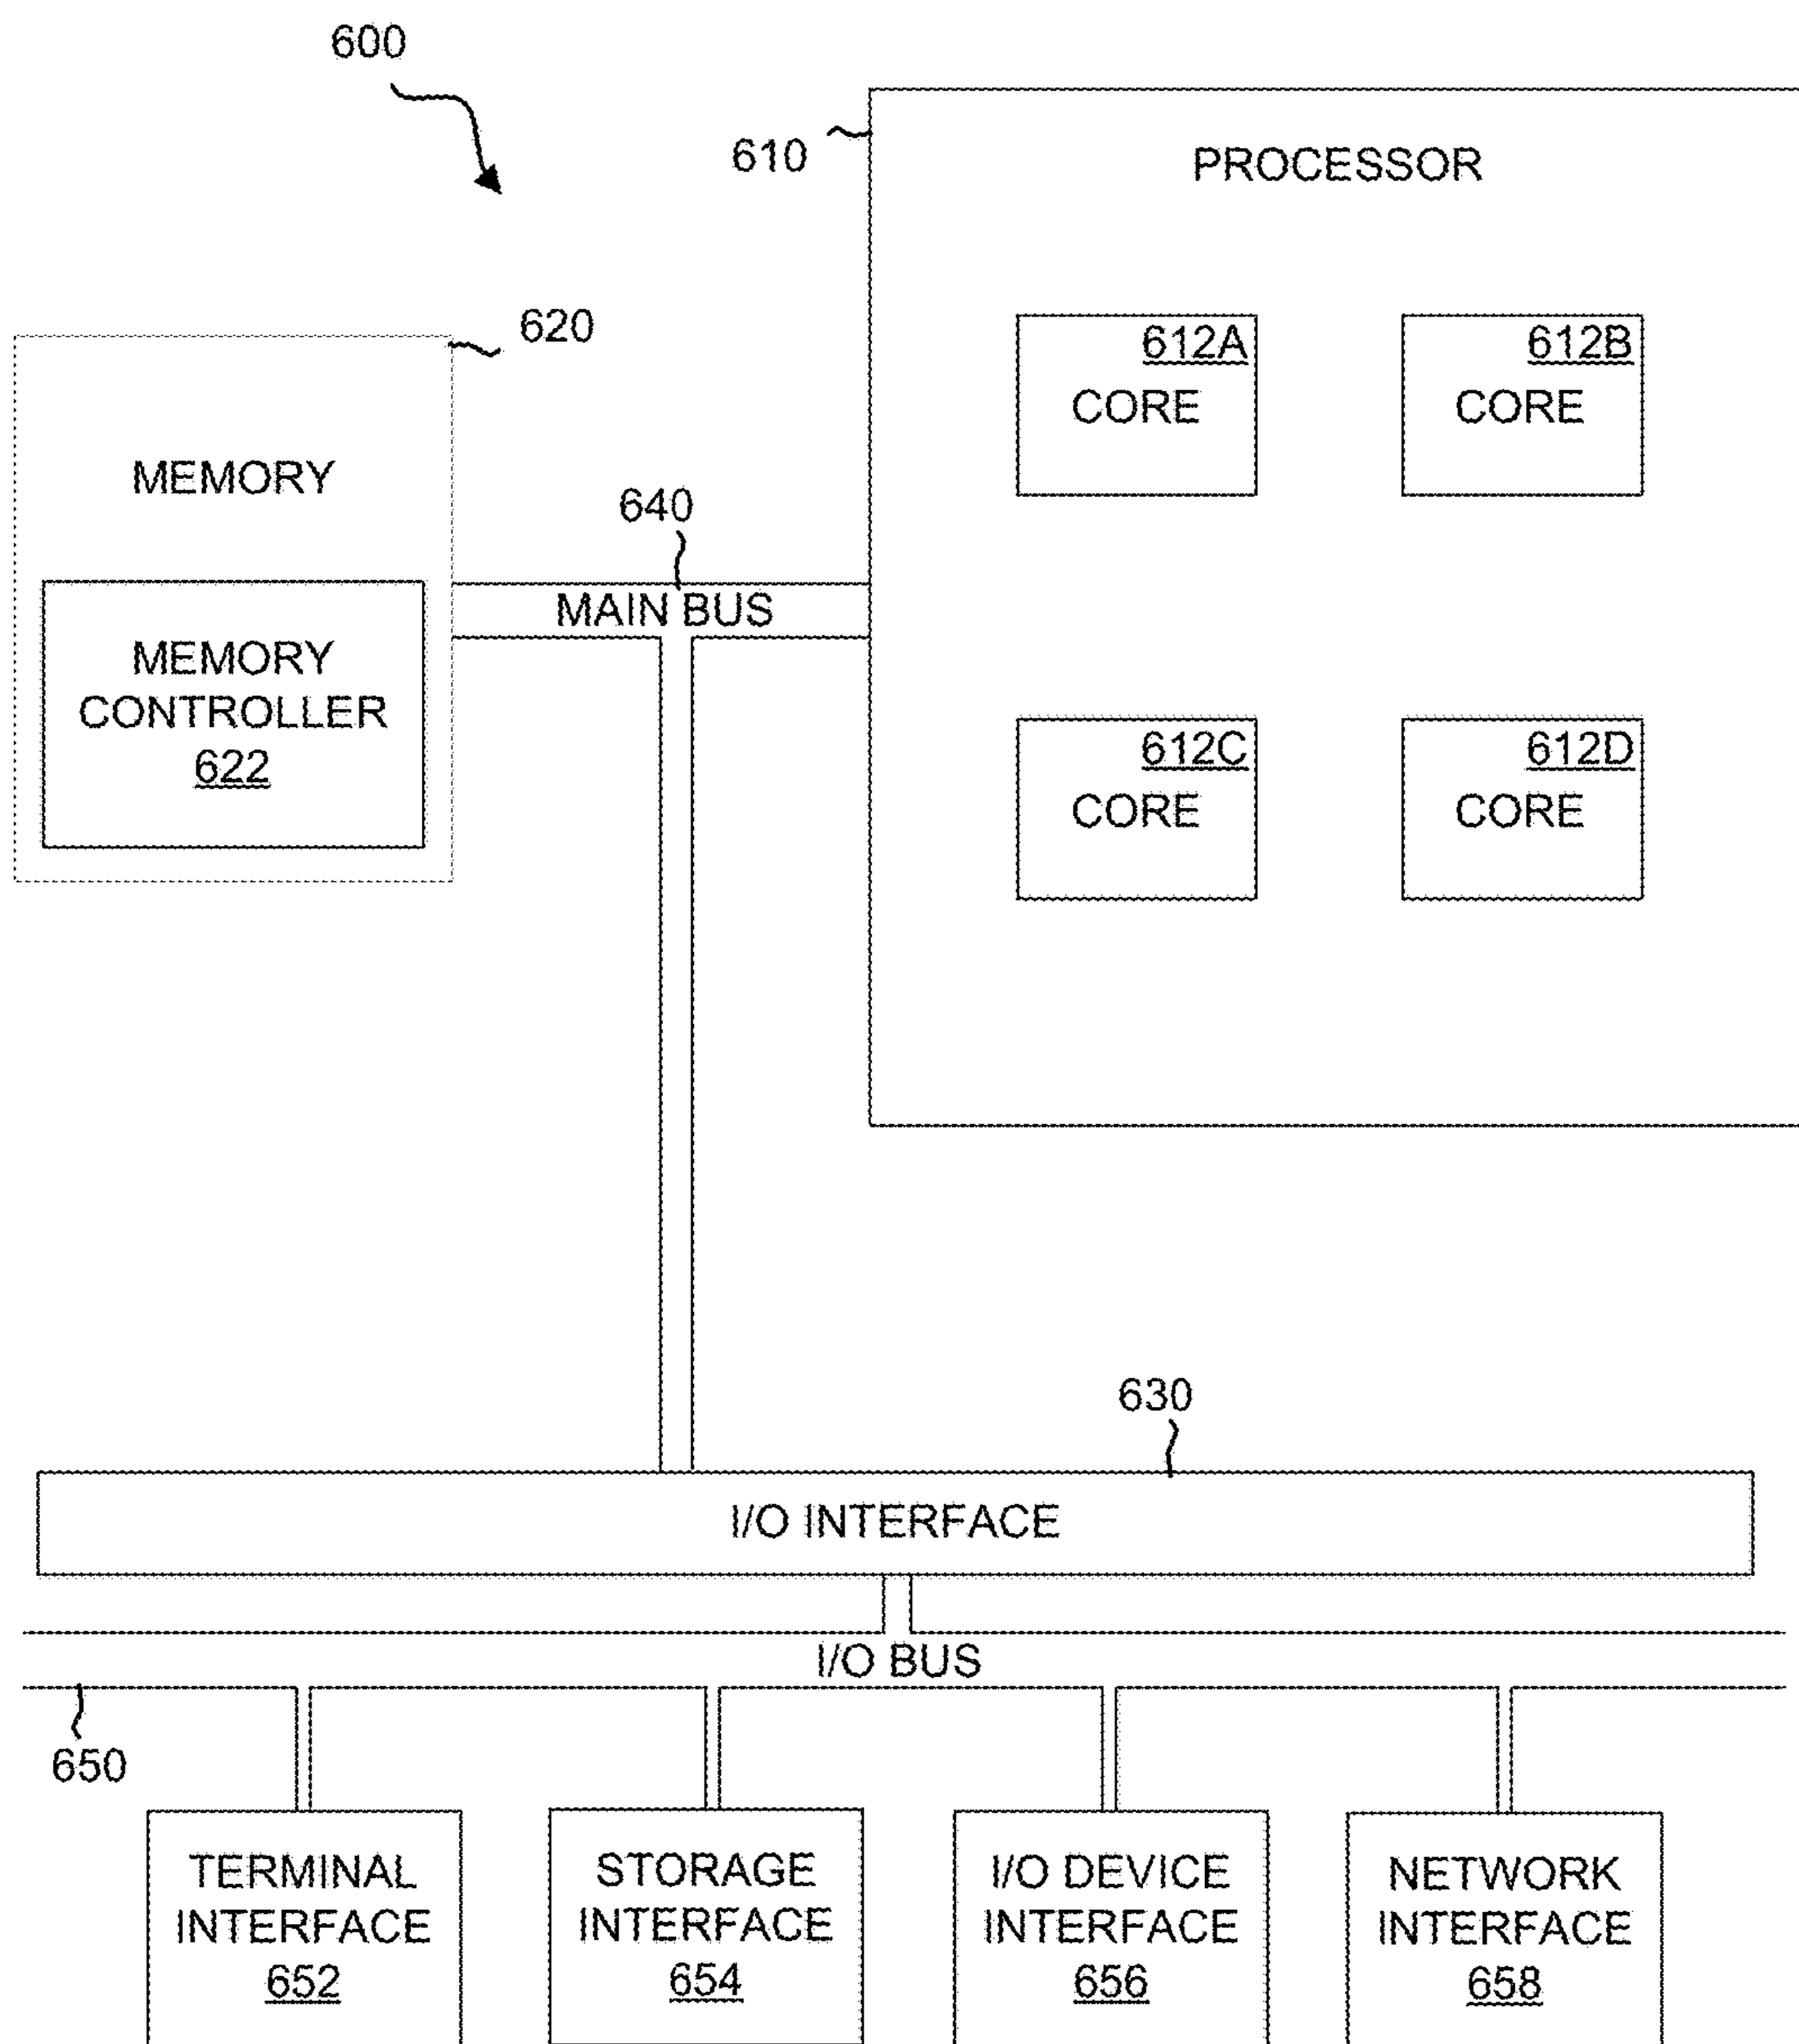 600
610
PROCESSOR
620
612A
CORE
612B
CORE
MEMORY
640
MAIN BUS
MEMORY
CONTROLLER
622
612C
CORE
612D
CORE
630
I/O INTERFACE
I/O BUS
650
TERMINAL
INTERFACE
652
STORAGE
INTERFACE
654
I/O DEVICE
INTERFACE
656
NETWORK
INTERFACE
658